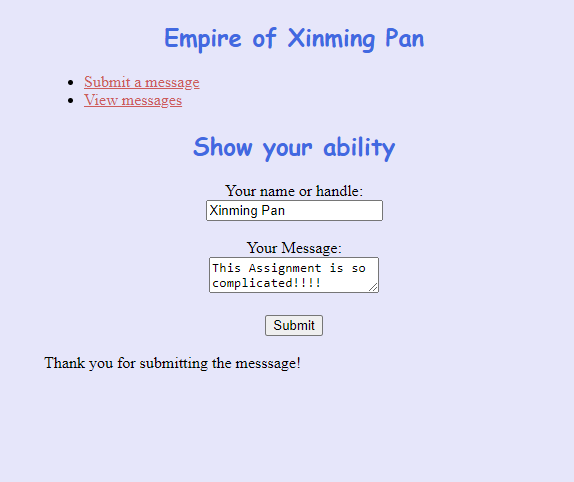 Empire of Xinming Pan
Submit a message
View messages
Show your ability
Your name or handle:
Xinming Pan
Your Message:
This Assignment is so
complicated!!!!
Submit
Thank you for submitting the messsage!